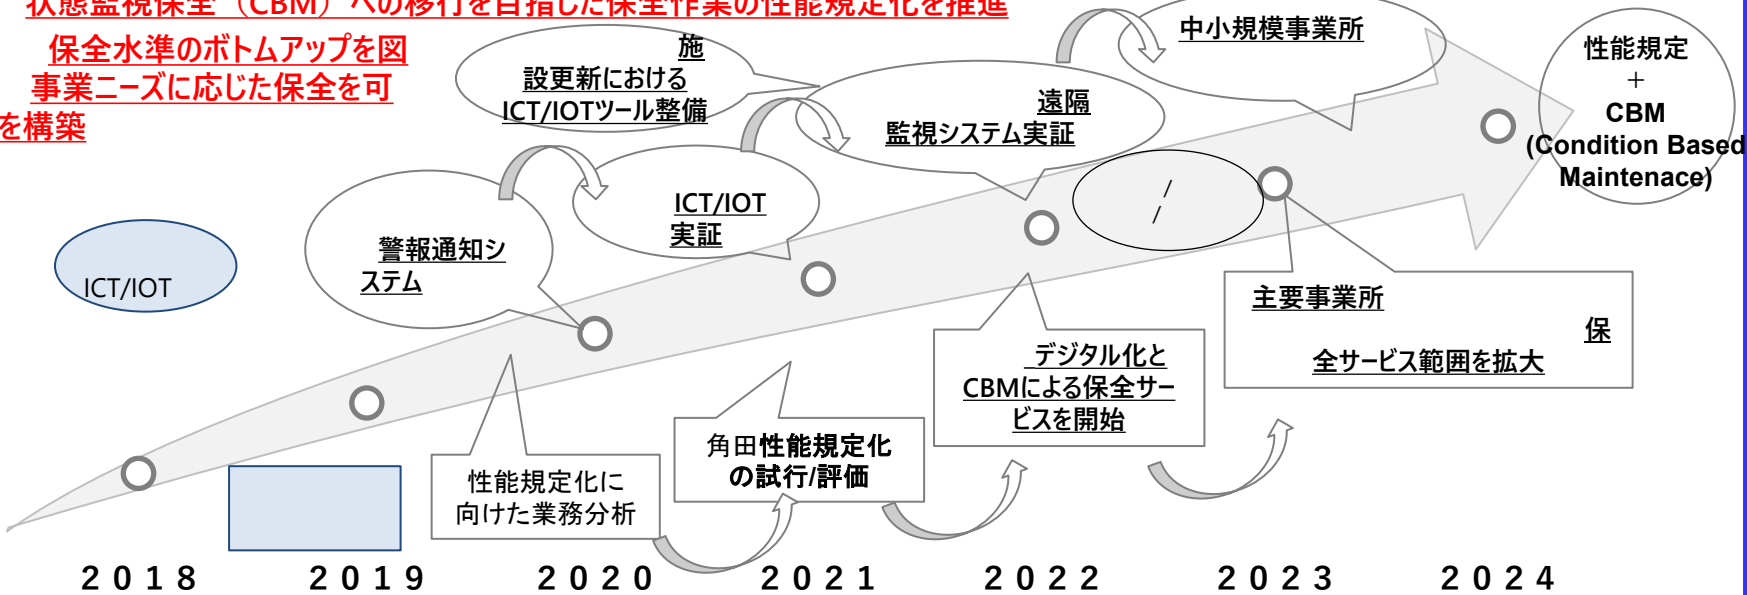 状態監視保全（CBM）への移行を目指した保全作業の性能規定化を推進
保全水準のボトムアップを図
事業ニーズに応じた保全を可
を構築
施
設更新における
ICT/IOTツール整備
中小規模事業所
性能規定
+
CBM
(Condition Based
Maintenace)
遠隔
監視システム実証
ICT/IOT
実証
/
/
警報通知シ
ステム
ICT/IOT
主要事業所
保
全サービス範囲を拡大
_デジタル化と
CBMによる保全サー
ビスを開始
角田性能規定化
の試行/評価
性能規定化に
向けた業務分析
２０１８
２０１９
２０２０
２０２１
２０２２
２０２３
２０２４